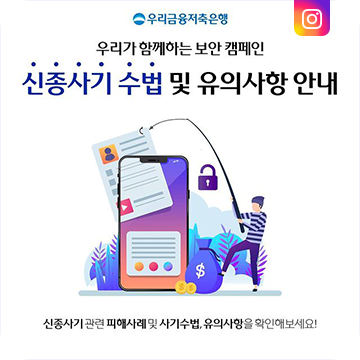 우리금융저축은행
우리가 함께하는 보안 캠페인
신종사기 수법 및 유의사항 안내
$
$
신종사기 관련 피해사례 및 사기수법, 유의사항을 확인해보세요!